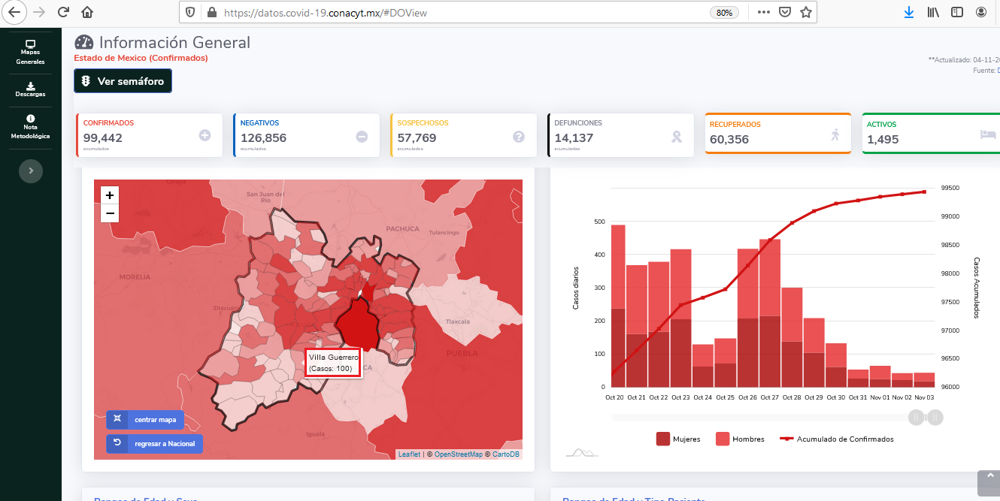 https://datos.covid-19.conacyt.mx/#DOView
80%
Mapas
Generales
Descargas
Nota
Metodológica
Información General
Estado de Mexico (Confirmados)
Ver semáforo
**Actualizado: 04-11-20
Fuente: D
CONFIRMADOS
99,442
acumulados
NEGATIVOS
126,856
acumulados
SOSPECHOSOS
57,769
acumulados
DEFUNCIONES
14,137
acumuladas
RECUPERADOS
60,356
ACTIVOS
1,495
+
−
Celaya
San Juan del
Río
PACHUCA
Tulancingo
MORELIA
Zitácuaro
Tlaxcala
PUEBLA
CA
Villa Guerrero
(Casos: 100)
Iguala
centrar mapa
regresar a Nacional
Leaflet | © OpenStreetMap © CartoDB
Casos diarios
500
400
300
200
100
0
99500
99000
98500
98000
97500
97000
96500
96000
Casos Acumulados
Oct 20 Oct 21 Oct 22 Oct 23 Oct 24 Oct 25 Oct 26 Oct 27 Oct 28 Oct 29 Oct 30 Oct 31 Nov 01 Nov 02 Nov 03
Mujeres Hombres Acumulado de Confirmados
Rangos de Edad y Sexo
Rangos de Edad y Tipo Paciente